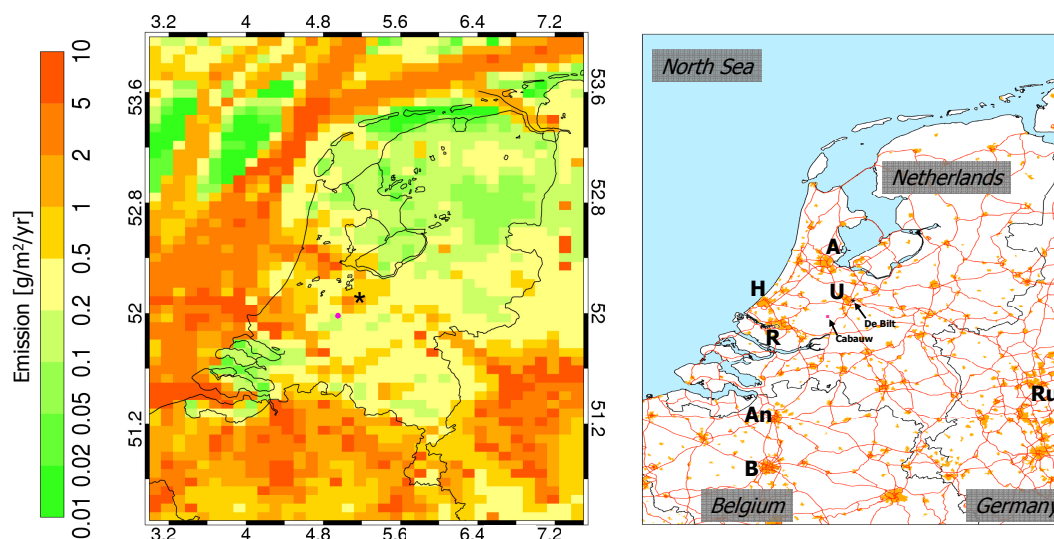 3.2 4 4.8 5.6 6.4 7.2
10
5
2
1
0.5
0.2
0.1
0.05
0.02
0.01
Emission [g/m²/yr]
53.6
52.8
52
51.2
*
53.6
52.8
52
51.2
3.2 4 4.8 5.6 6.4 7.2
North Sea
Netherlands
A
H
U
De Bilt
R
Cabauw
Ru
An
B
Belgium
Germany